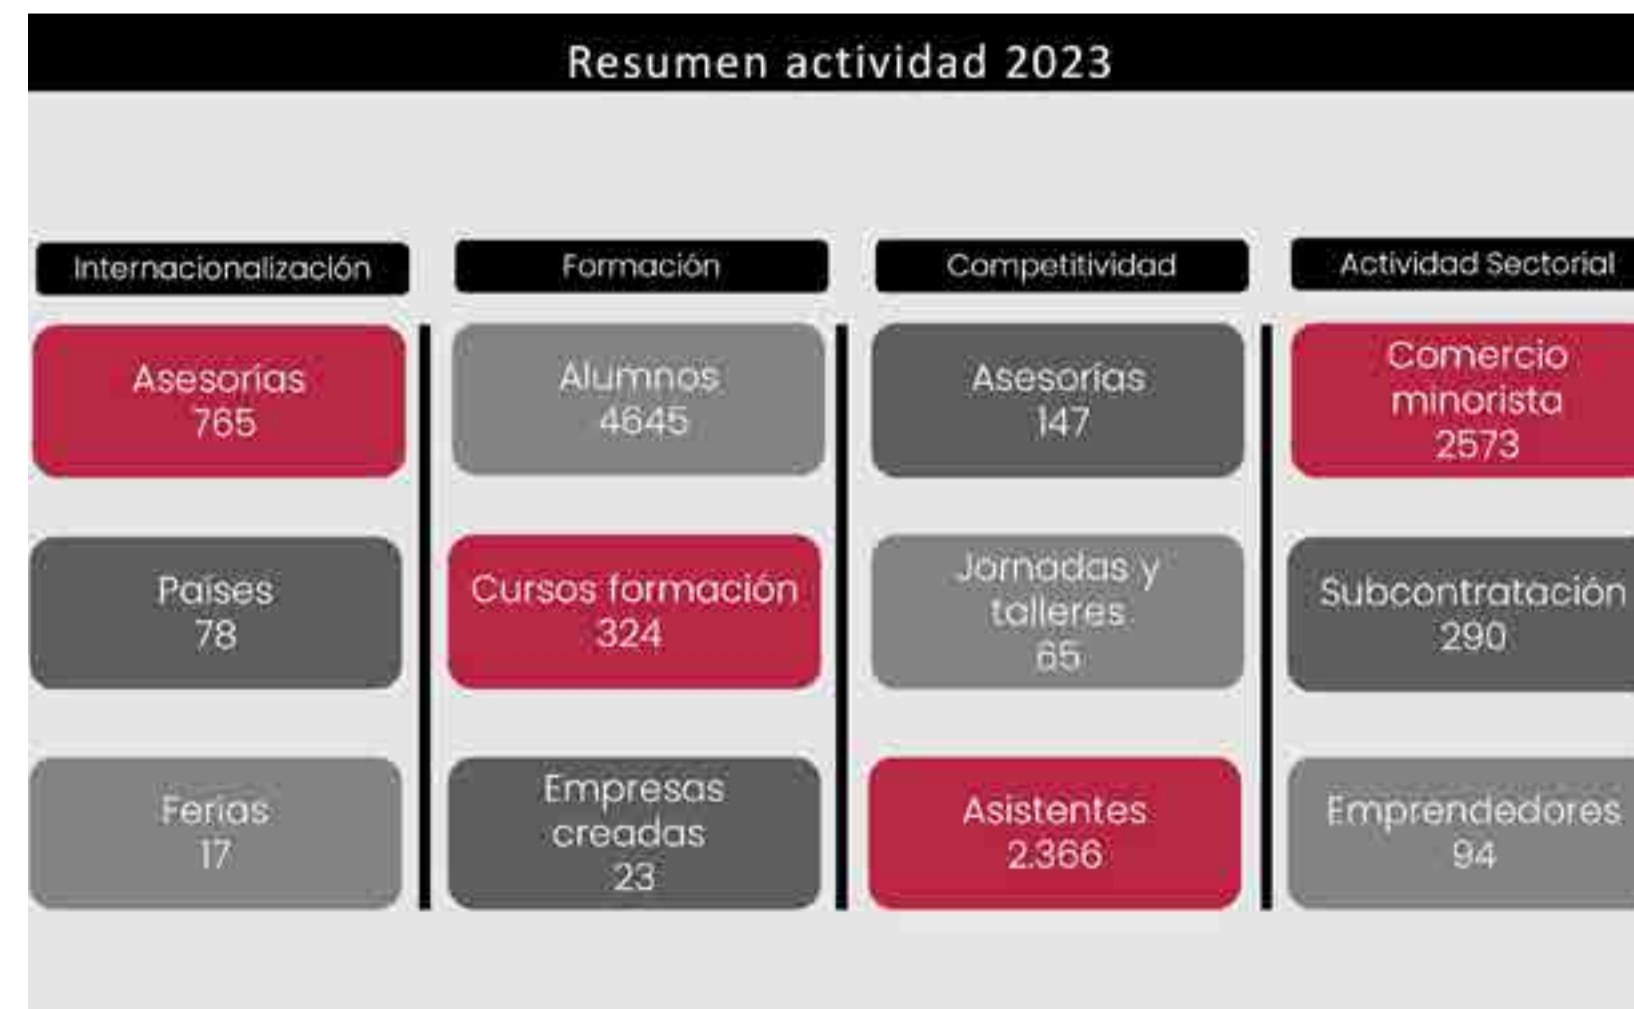 Resumen actividad 2023
Internacionalización
Asesorías
765
Países
78
Ferias
17
Formación
Alumnos
4645
Cursos formación
324
Empresas
creadas
23
Competitividad
Asesorías
147
Jornadas y
talleres
65
Asistentes
2.366
Actividad Sectorial
Comercio
minorista
2573
Subcontratación
290
Emprendedores
94